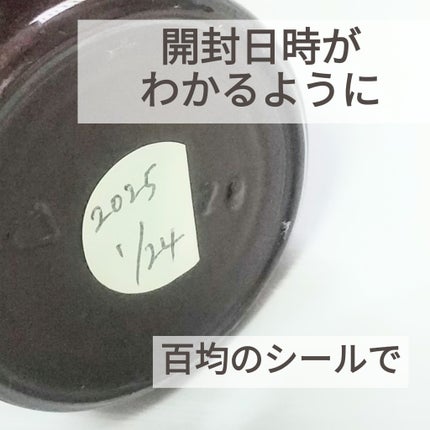 開封日時が
わかるように
2025
1/24
百均のシールで